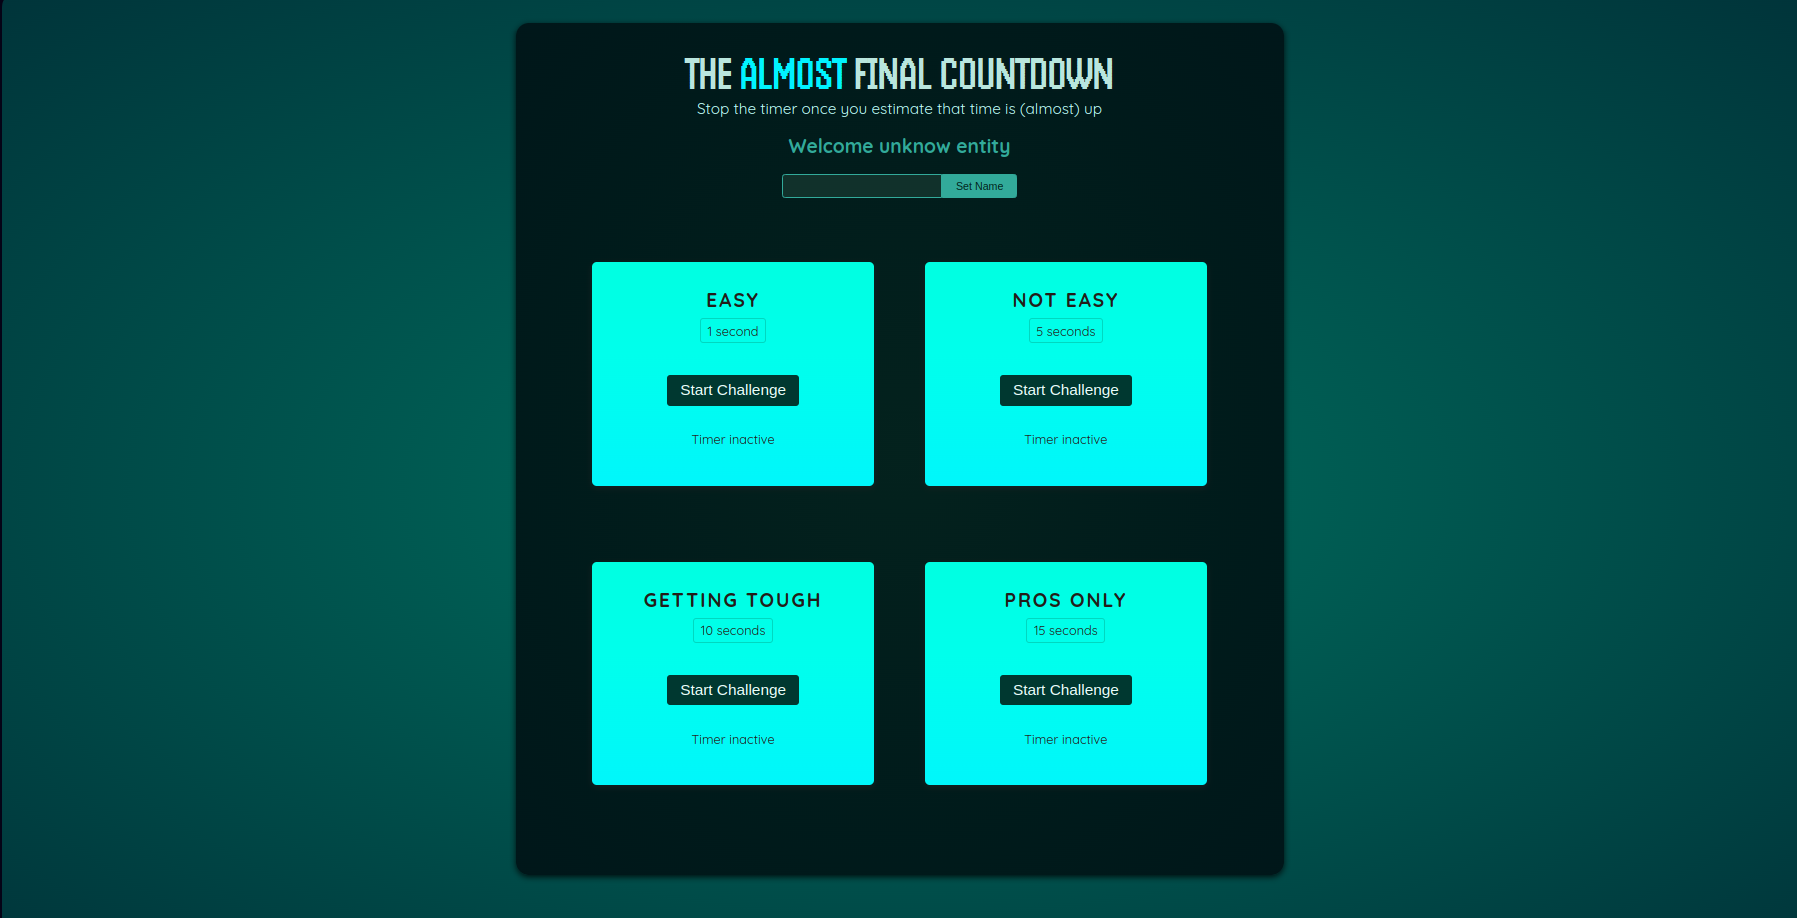 THE ALMOST FINAL COUNTDOWN
Stop the timer once you estimate that time is (almost) up
Welcome unknow entity
Set Name
EASY
1 second
Start Challenge
Timer inactive
NOT EASY
5 seconds
Start Challenge
Timer inactive
GETTING TOUGH
10 seconds
Start Challenge
Timer inactive
PROS ONLY
15 seconds
Start Challenge
Timer inactive